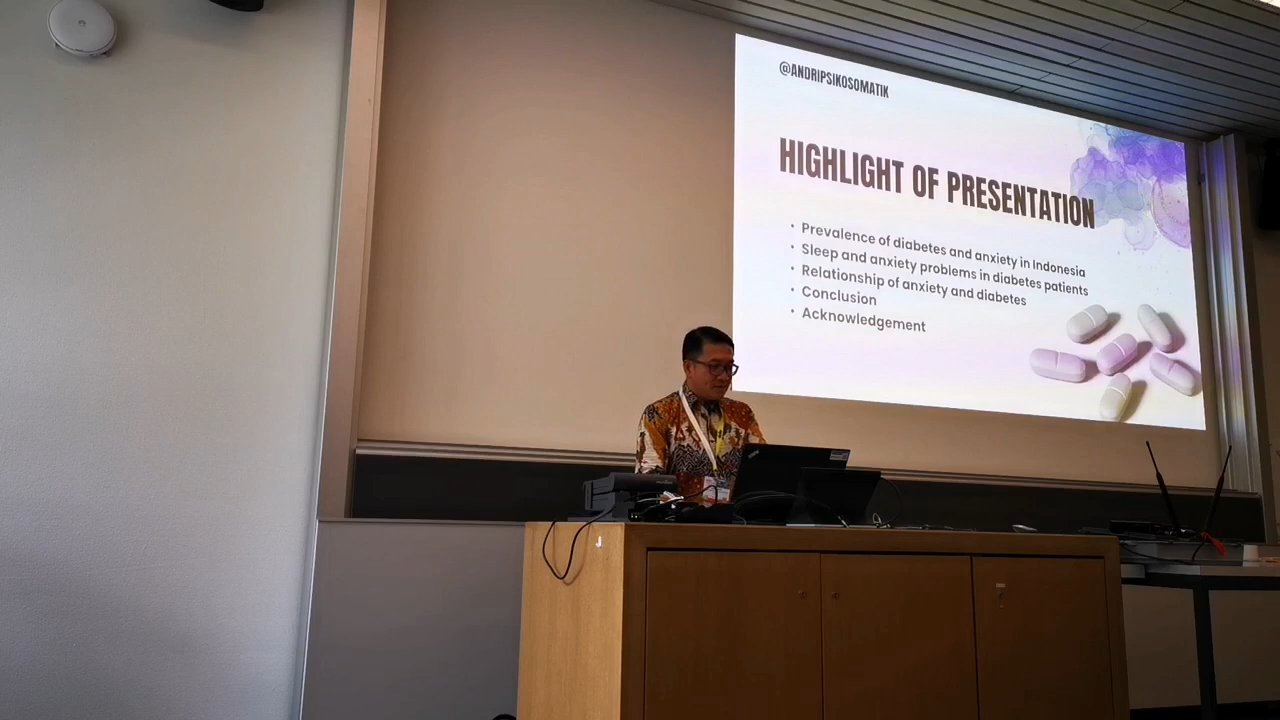 @ANDRIPSIKOSOMATIK
HIGHLIGHT OF PRESENTATION
• Prevalence of diabetes and anxiety in Indonesia
• Sleep and anxiety problems in diabetes patients
• Relationship of anxiety and diabetes
• Conclusion
• Acknowledgement